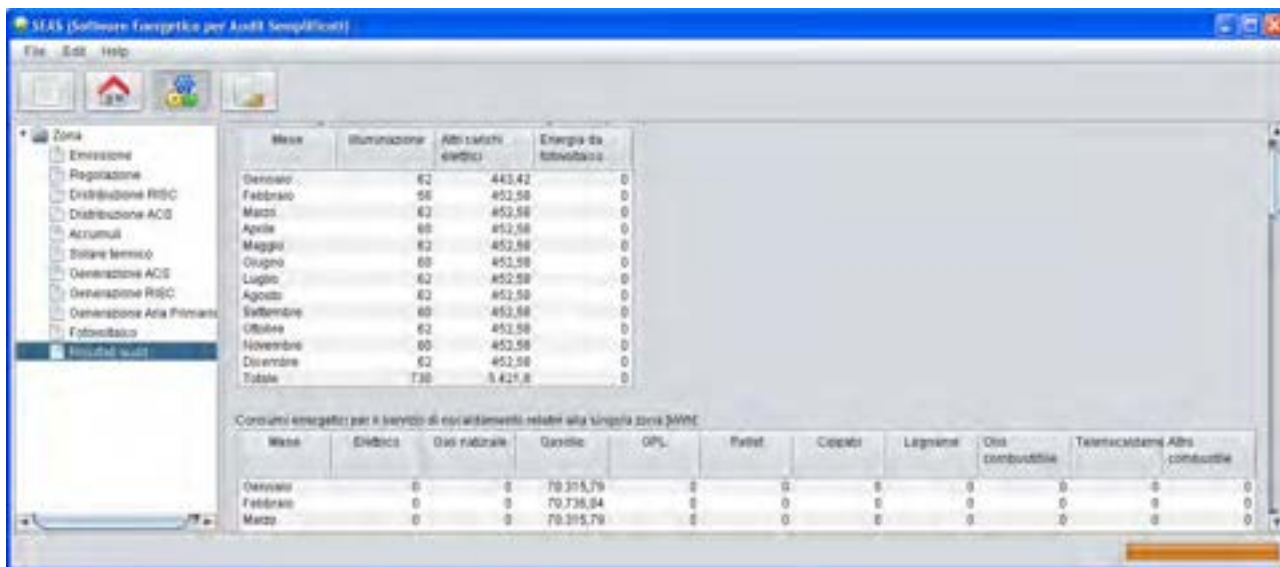 SEAS (Software Energetico per Audit Semplificati)
File Edit Help
Zona
Emissione
Regolazione
Distribuzione RISC
Distribuzione ACS
Accumuli
Solare termico
Generazione ACS
Generazione RISC
Generazione Aria Primaria
Fotovoltaico
Risultati audit
Mese Illuminazione Altri carichi elettrici Energia da fotovoltaico
Gennaio 62 443,42 0
Febbraio 56 452,58 0
Marzo 62 452,58 0
Aprile 60 452,58 0
Maggio 62 452,58 0
Giugno 60 452,58 0
Luglio 62 452,58 0
Agosto 62 452,58 0
Settembre 60 452,58 0
Ottobre 62 452,58 0
Novembre 60 452,58 0
Dicembre 62 452,58 0
Totale 730 5.421,8 0
Consumi energetici per il servizio di riscaldamento relativi alla singola zona [kWh]
Mese Elettrico Gas naturale Gasolio GPL Pellet Cippato Legname Olio combustibile Teleriscaldame Altro combustibile
Gennaio 0 0 70.315,79 0 0 0 0 0 0 0
Febbraio 0 0 70.736,84 0 0 0 0 0 0 0
Marzo 0 0 70.315,79 0 0 0 0 0 0 0